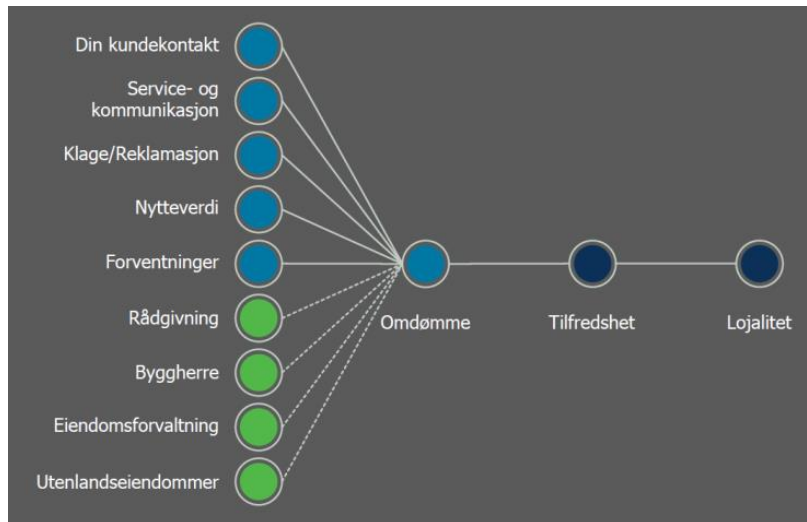 Din kundekontakt
Service- og
kommunikasjon
Klage/Reklamasjon
Nytteverdi
Forventninger
Rådgivning
Byggherre
Eiendomsforvaltning
Utenlandseiendommer
Omdømme
Tilfredshet
Lojalitet